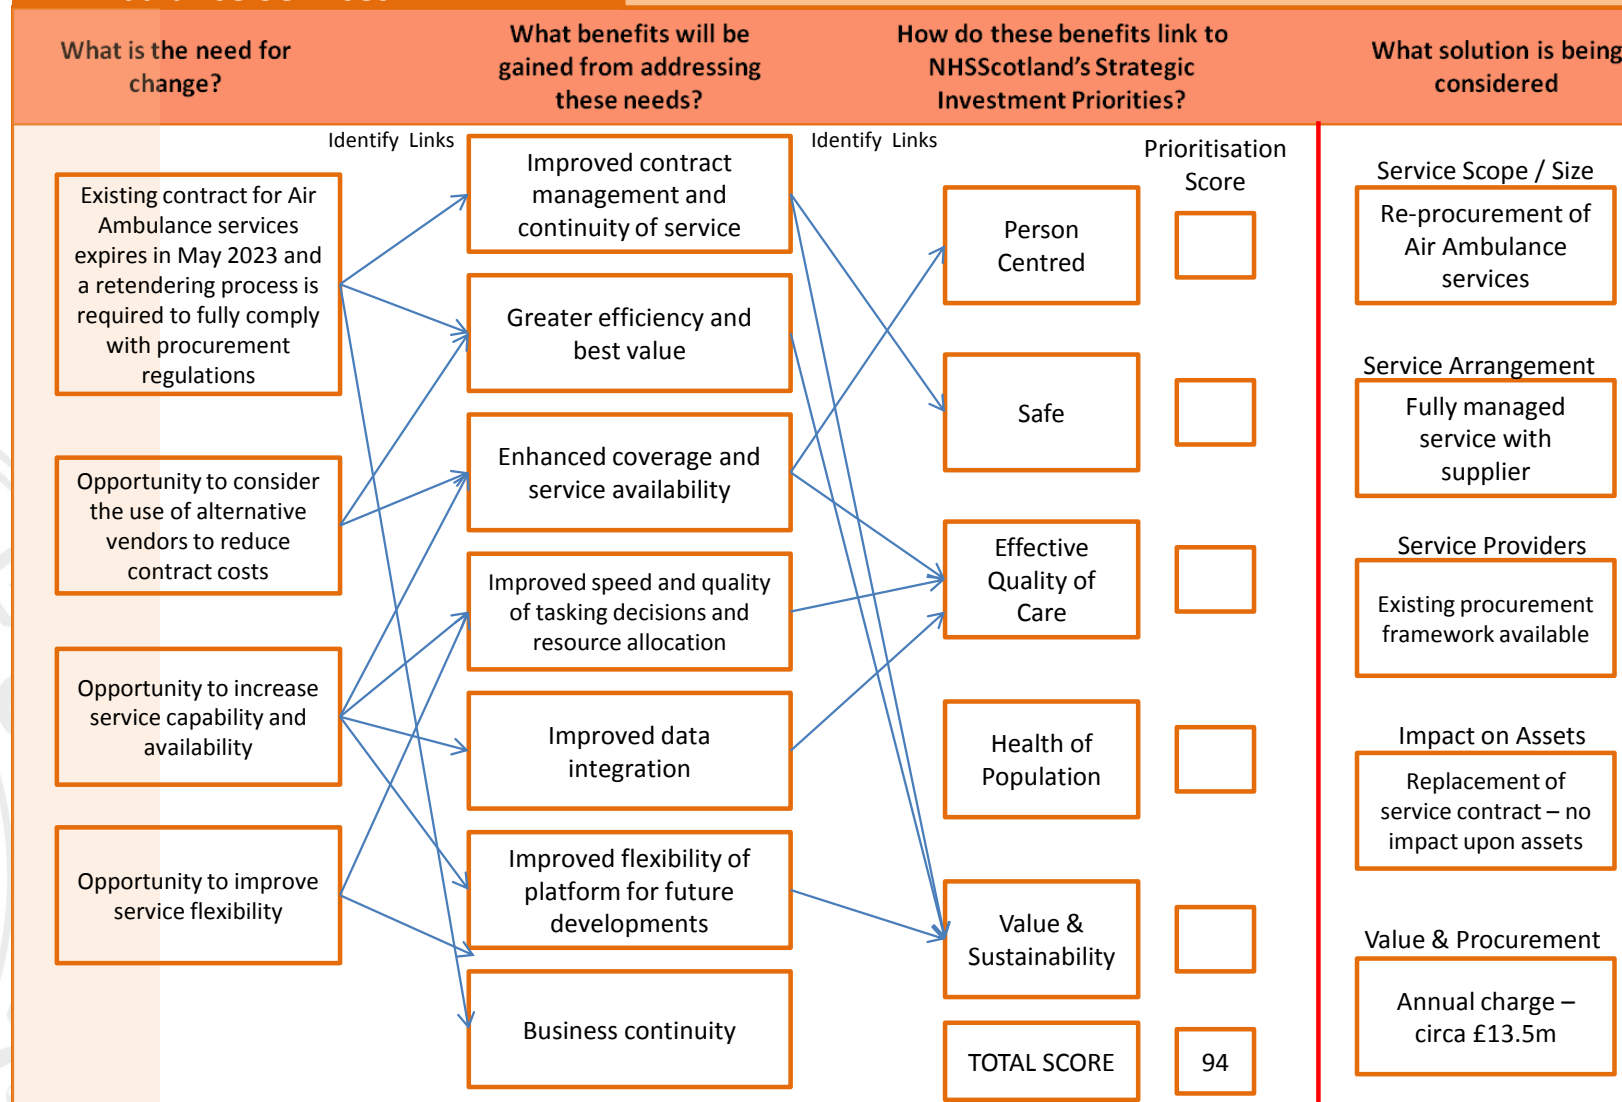 What is the need for
change?
What benefits will be
gained from addressing
these needs?
How do these benefits link to
NHSScotland's Strategic
Investment Priorities?
What solution is being
considered
Identify Links
Existing contract for Air
Ambulance services
expires in May 2023 and
a retendering process is
required to fully comply
with procurement
regulations
Opportunity to consider
the use of alternative
vendors to reduce
contract costs
Opportunity to increase
service capability and
availability
Opportunity to improve
service flexibility
Improved contract
management and
continuity of service
Greater efficiency and
best value
Enhanced coverage and
service availability
Improved speed and quality
of tasking decisions and
resource allocation
Improved data
integration
Improved flexibility of
platform for future
developments
Business continuity
Identify Links
Prioritisation
Score
Person
Centred
Safe
Effective
Quality of
Care
Health of
Population
Value &
Sustainability
TOTAL SCORE
94
Service Scope / Size
Re-procurement of
Air Ambulance
services
Service Arrangement
Fully managed
service with
supplier
Service Providers
Existing procurement
framework available
Impact on Assets
Replacement of
service contract – no
impact upon assets
Value & Procurement
Annual charge –
circa £13.5m